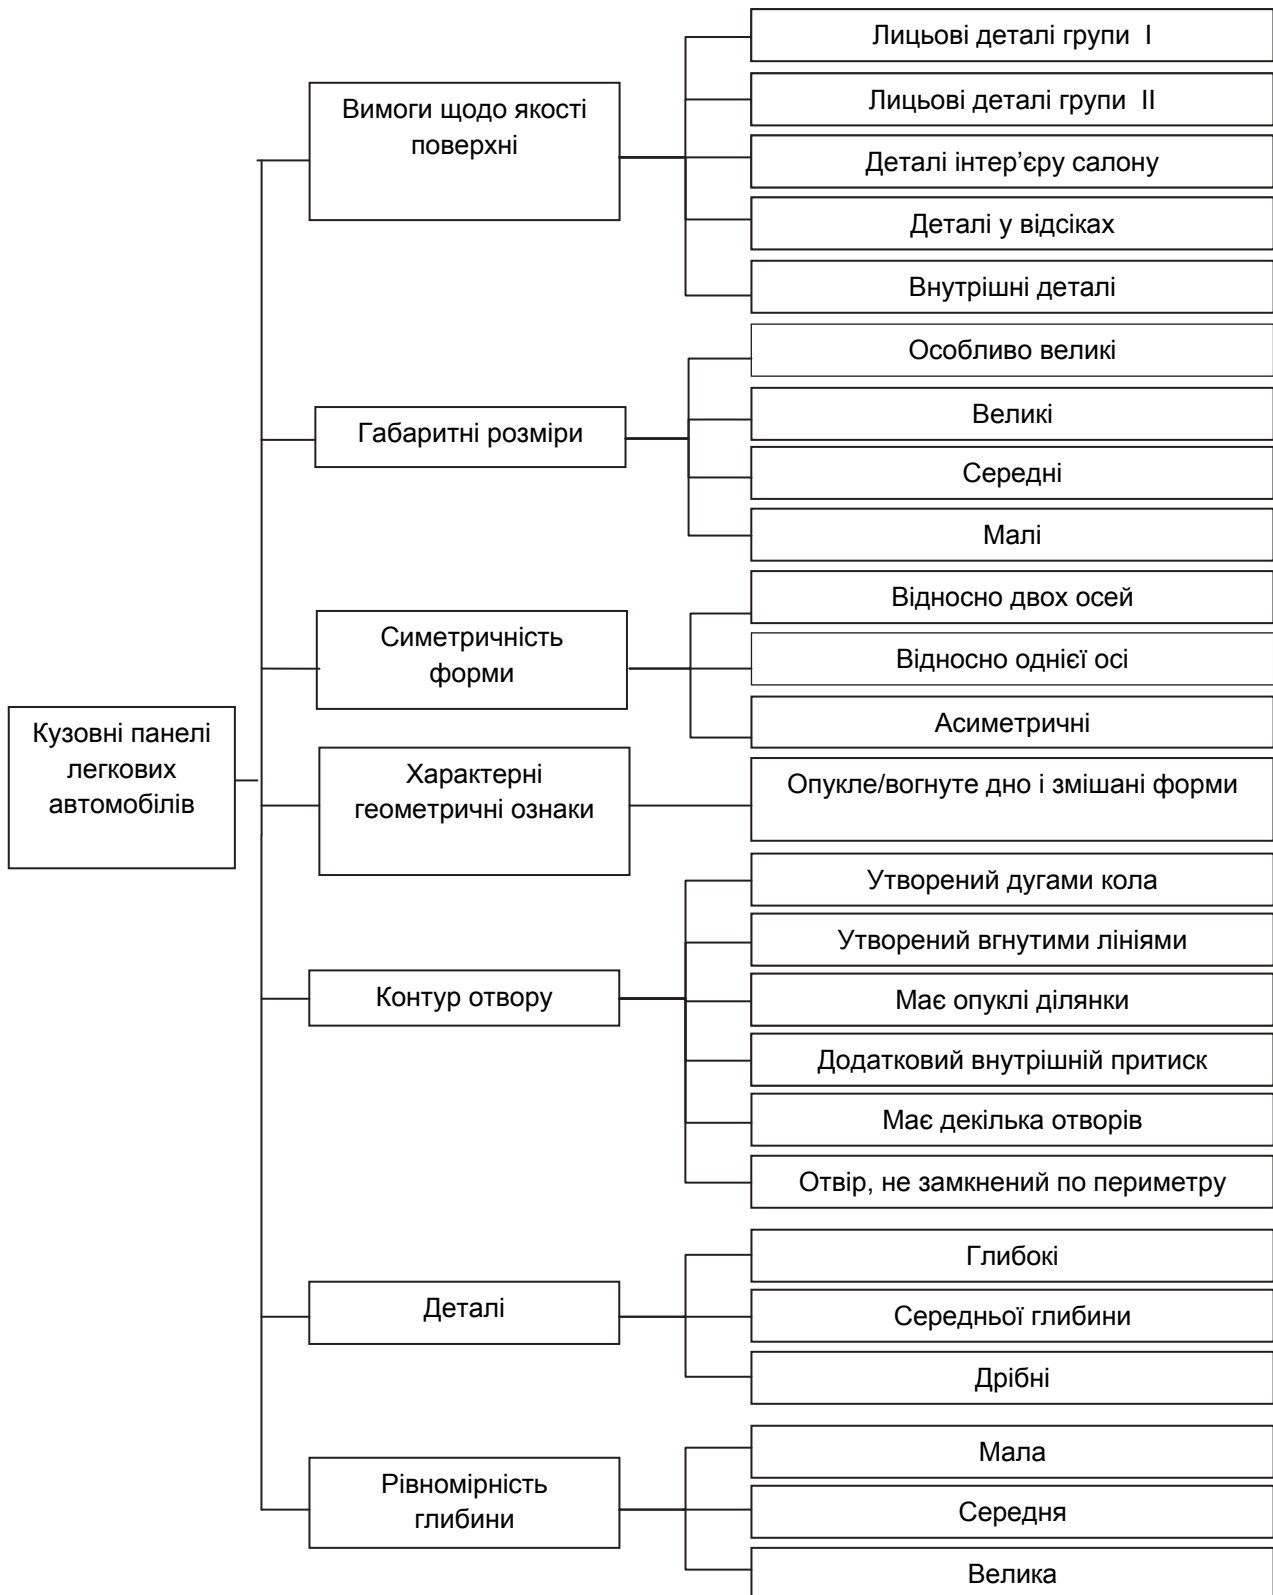 Лицьові деталі групи I
Лицьові деталі групи II
Вимоги щодо якості
поверхні
Деталі інтер’єру салону
Деталі у відсіках
Внутрішні деталі
Особливо великі
Великі
Габаритні розміри
Середні
Малі
Відносно двох осей
Симетричність
форми
Відносно однієї осі
Асиметричні
Кузовні панелі
легкових
автомобілів
Характерні
геометричні ознаки
Опукле/вогнуте дно і змішані форми
Утворений дугами кола
Утворений вгнутими лініями
Контур отвору
Має опуклі ділянки
Додатковий внутрішній притиск
Має декілька отворів
Отвір, не замкнений по периметру
Глибокі
Деталі
Середньої глибини
Дрібні
Мала
Рівномірність
глибини
Середня
Велика